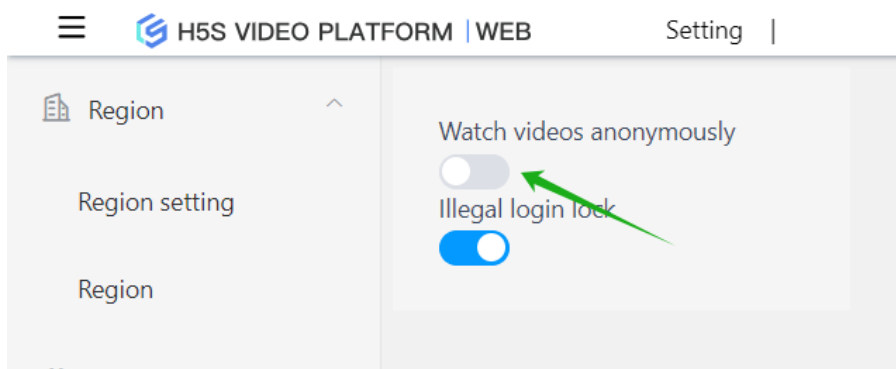 H5S VIDEO PLATFORM | WEB
Setting |
Region
Region setting
Region
Watch videos anonymously
Illegal login lock